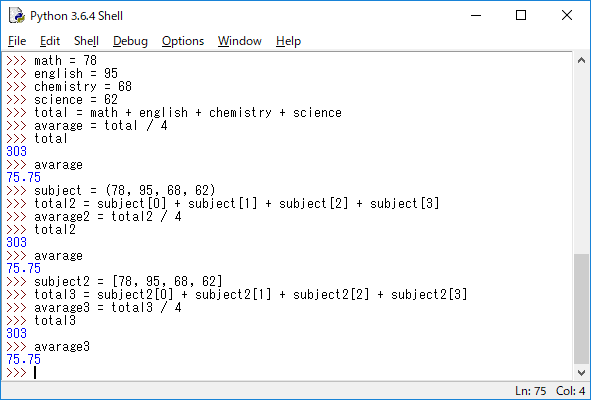 Python 3.6.4 Shell
File Edit Shell Debug Options Window Help
>>> math = 78
>>> english = 95
>>> chemistry = 68
>>> science = 62
>>> total = math + english + chemistry + science
>>> avarage = total / 4
>>> total
303
>>> avarage
75.75
>>> subject = (78, 95, 68, 62)
>>> total2 = subject[0] + subject[1] + subject[2] + subject[3]
>>> avarage2 = total2 / 4
>>> total2
303
>>> avarage
75.75
>>> subject2 = [78, 95, 68, 62]
>>> total3 = subject2[0] + subject2[1] + subject2[2] + subject2[3]
>>> avarage3 = total3 / 4
>>> total3
303
>>> avarage3
75.75
>>>
Ln: 75 Col: 4